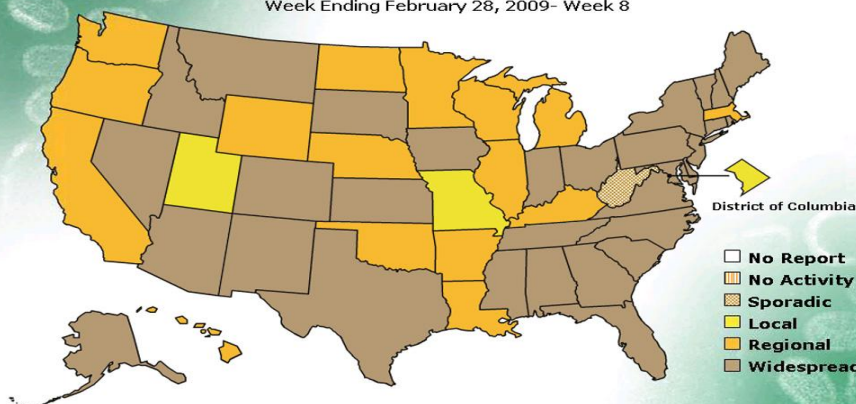 Week Ending February 28, 2009- Week 8
District of Columbia
No Report
No Activity
Sporadic
Local
Regional
Widespread